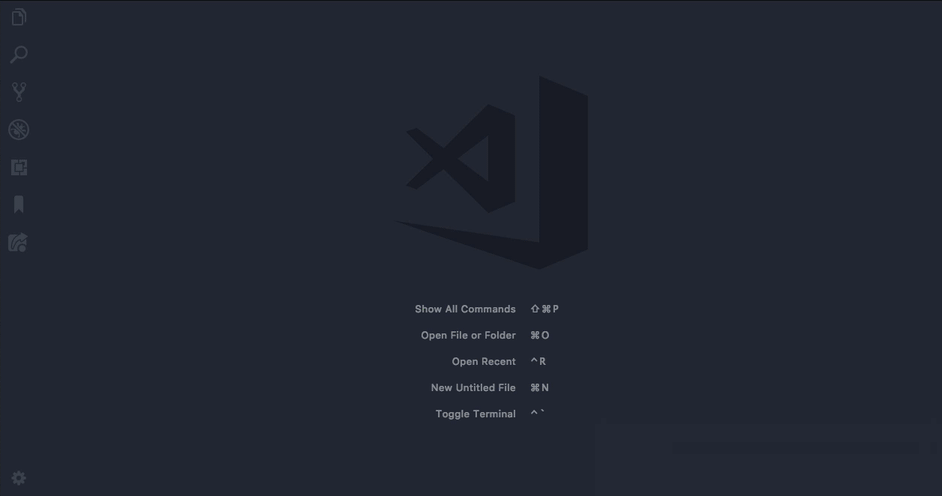 Show All Commands ⇧⌘P
Open File or Folder ⌘O
Open Recent ^R
New Untitled File ⌘N
Toggle Terminal ^`